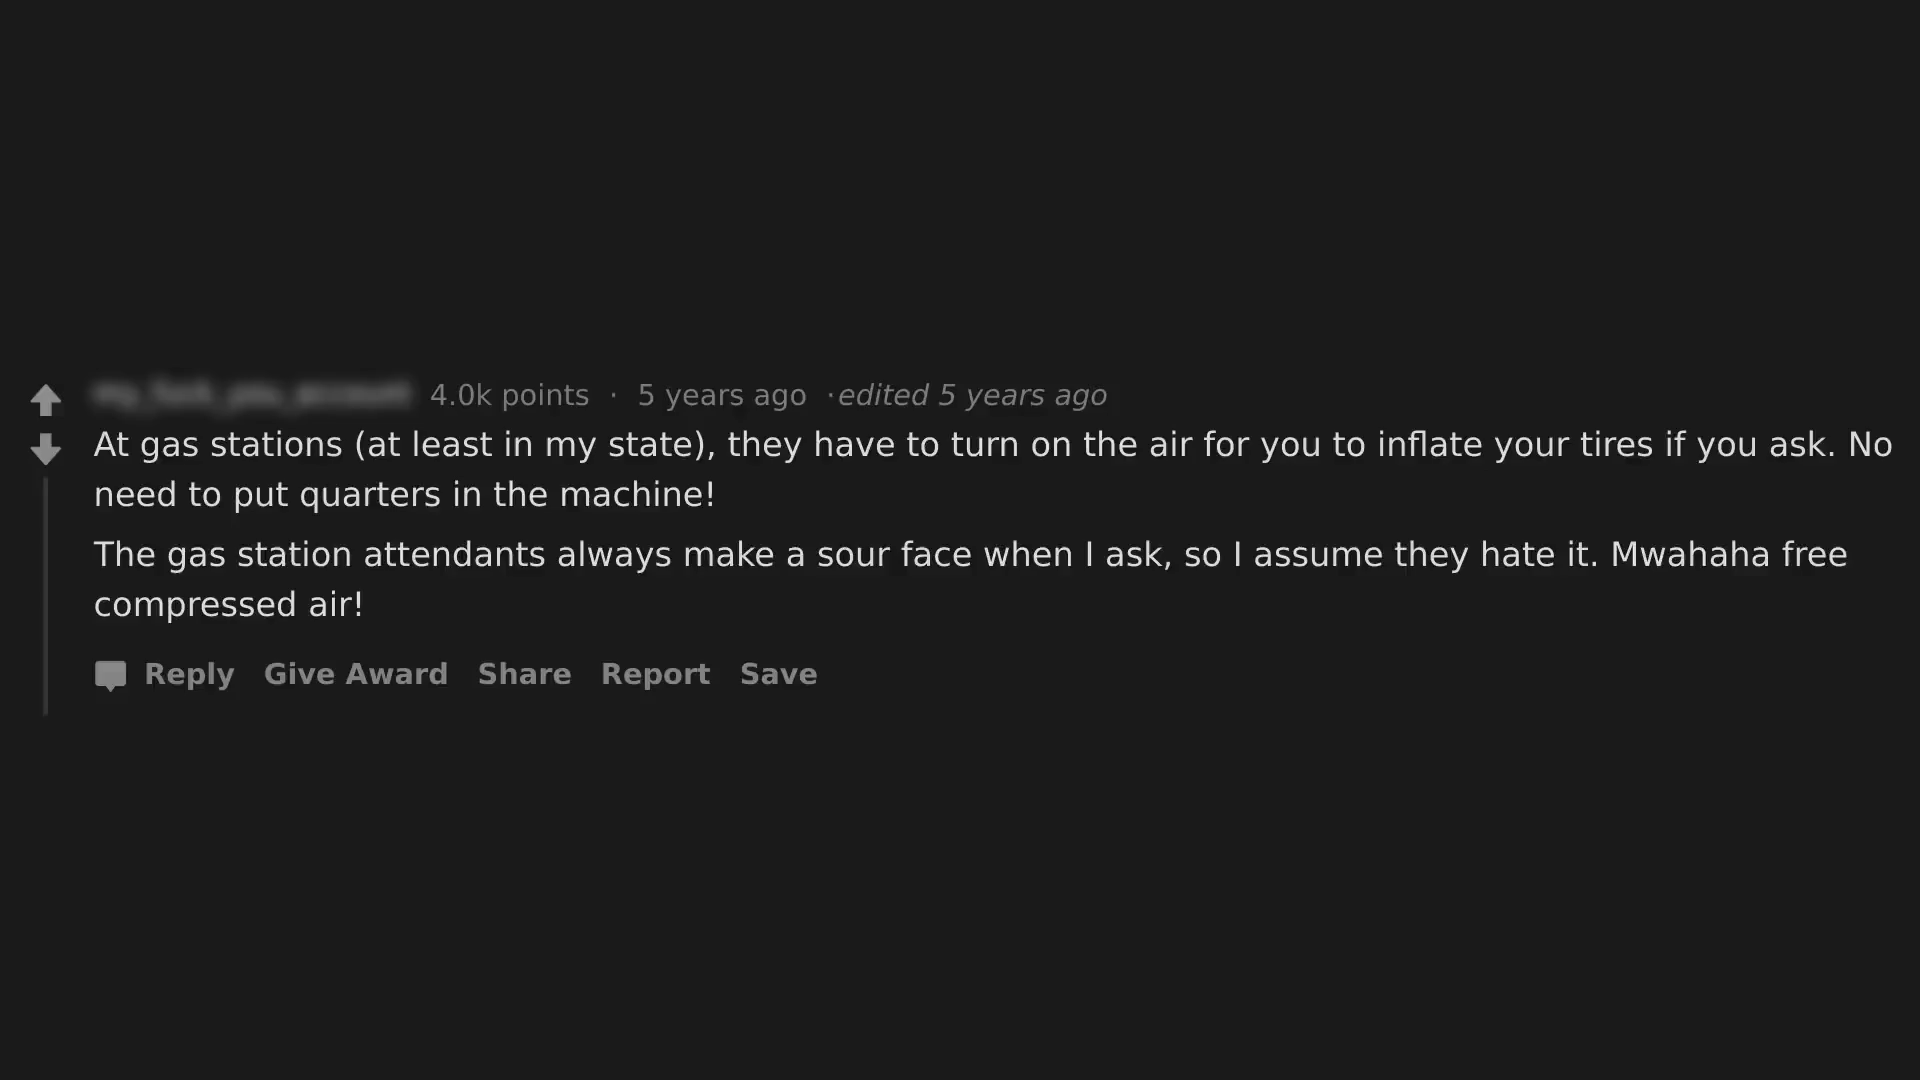 4.0k points · 5 years ago ·edited 5 years ago
At gas stations (at least in my state), they have to turn on the air for you to inflate your tires if you ask. No
need to put quarters in the machine!
The gas station attendants always make a sour face when I ask, so I assume they hate it. Mwahaha free
compressed air!
Reply Give Award Share Report Save